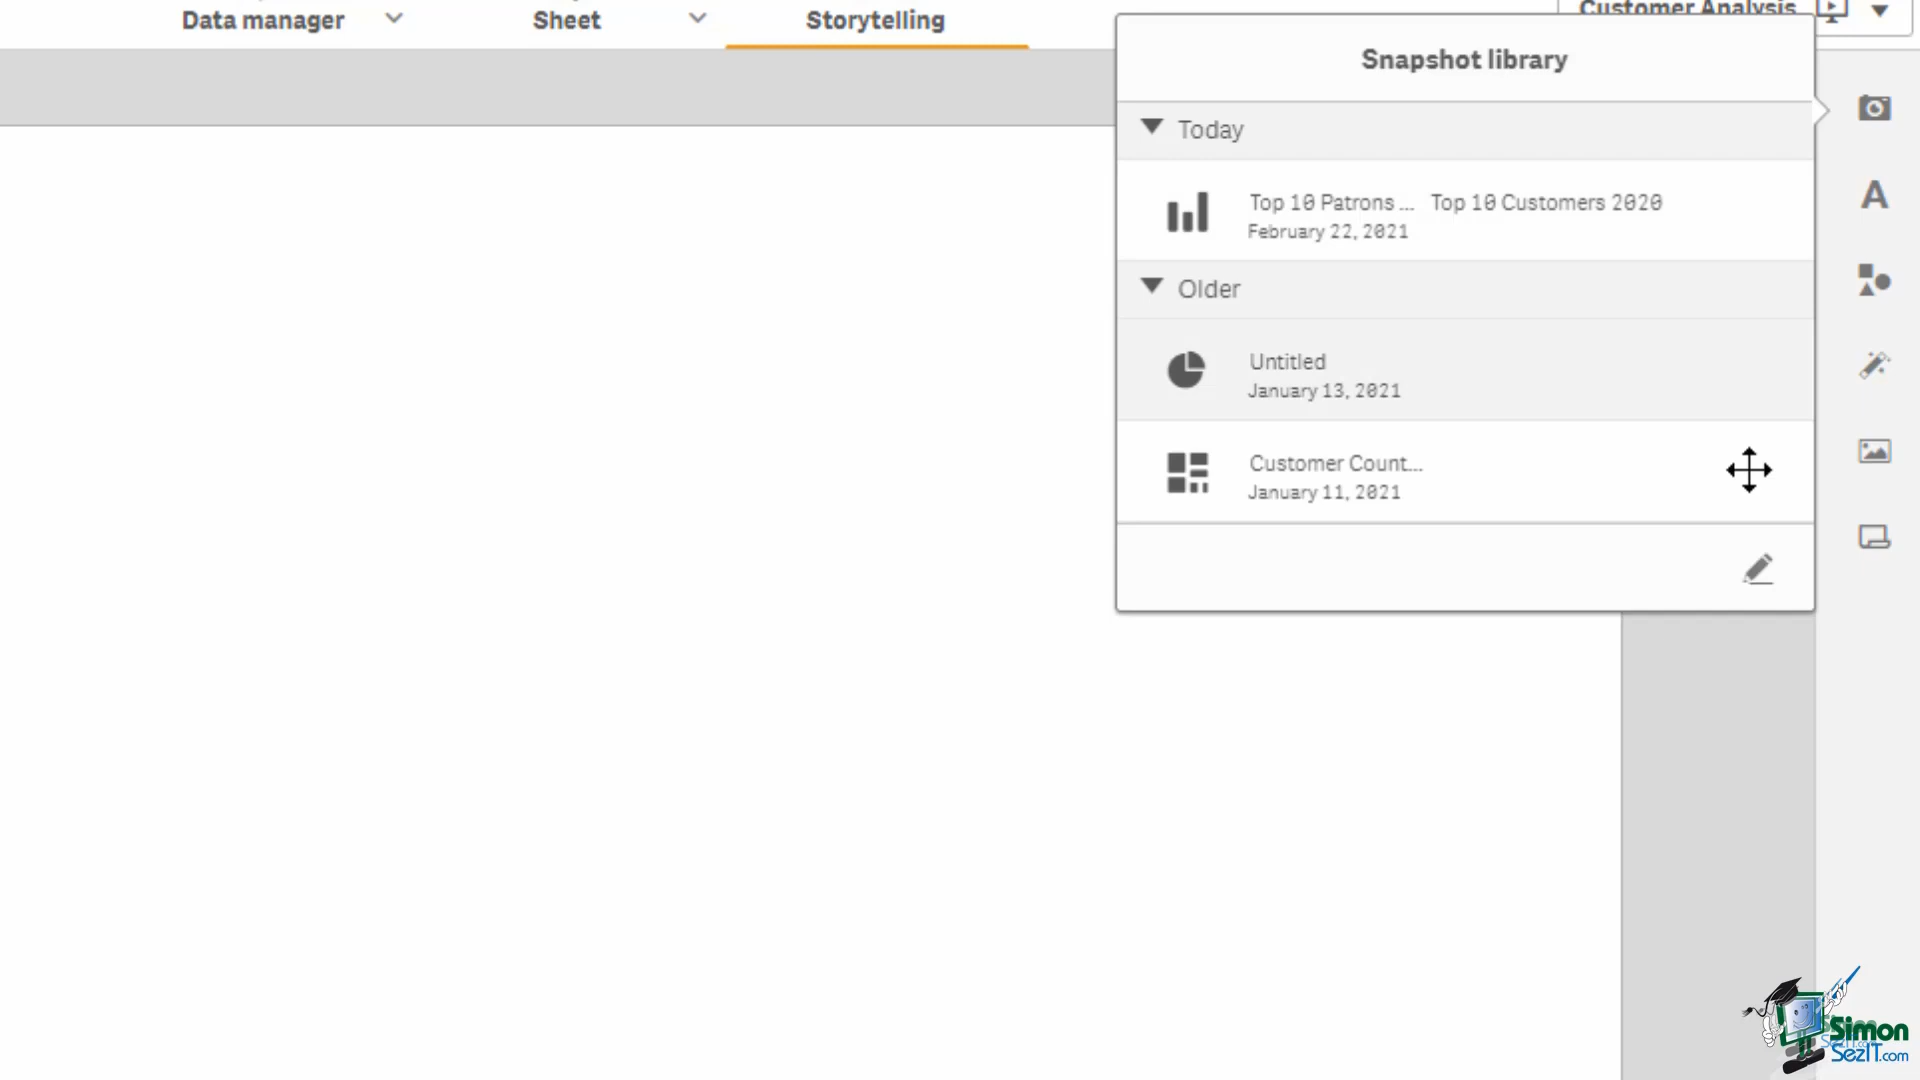 Data manager
Sheet
Storytelling
Customer Analysis
Snapshot library
Today
Top 10 Patrons ... Top 10 Customers 2020
February 22, 2021
Older
Untitled
January 13, 2021
Customer Count...
January 11, 2021
A
Simon
SezIT.com